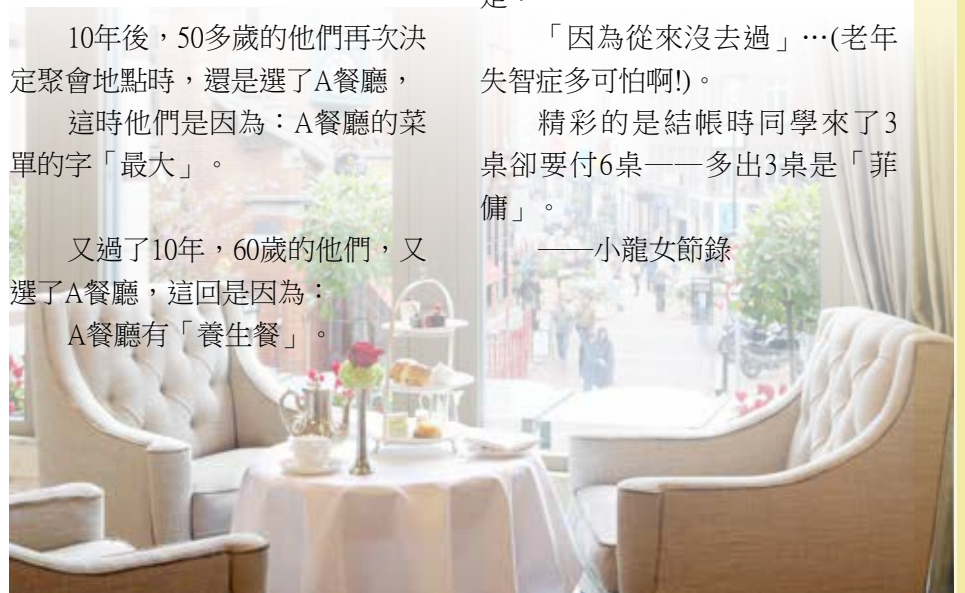 10年後，50多歲的他們再次決
定聚會地點時，還是選了A餐廳，
這時他們是因為：A餐廳的菜
單的字「最大」。
又過了10年，60歲的他們，又
選了A餐廳，這回是因為：
A餐廳有「養生餐」。
「因為從來沒去過」…(老年
失智症多可怕啊!)。
精彩的是結帳時同學來了3
桌卻要付6桌——多出3桌是「菲
傭」。
——小龍女節錄